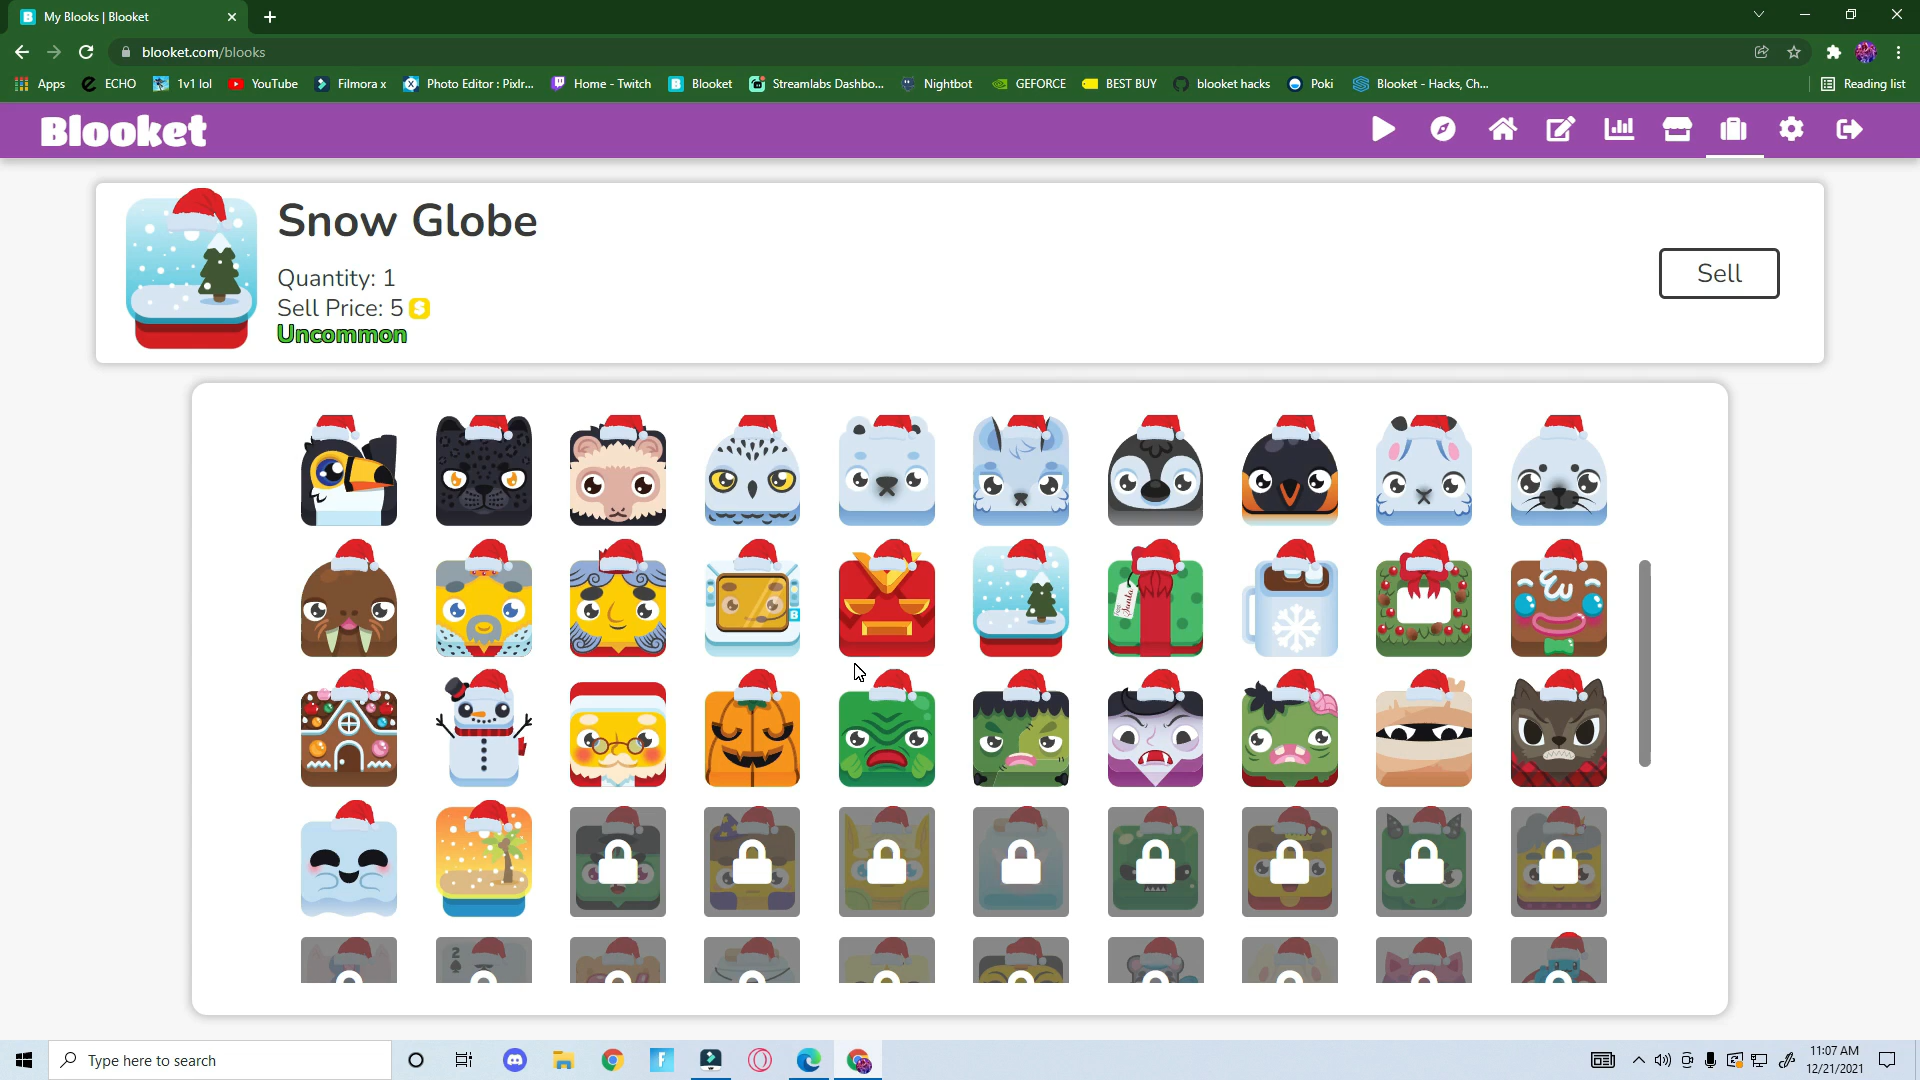 My Blooks | Blooket
blooket.com/blooks
Apps ECHO 1v1 lol YouTube Filmora x Photo Editor : Pixlr... Home - Twitch Blooket Streamlabs Dashbo... Nightbot GEFORCE BEST BUY blooket hacks Poki Blooket - Hacks, Ch... Reading list
Blooket
Snow Globe
Quantity: 1
Sell Price: 5
Uncommon
Sell
Santa
2
Type here to search
11:07 AM
12/21/2021